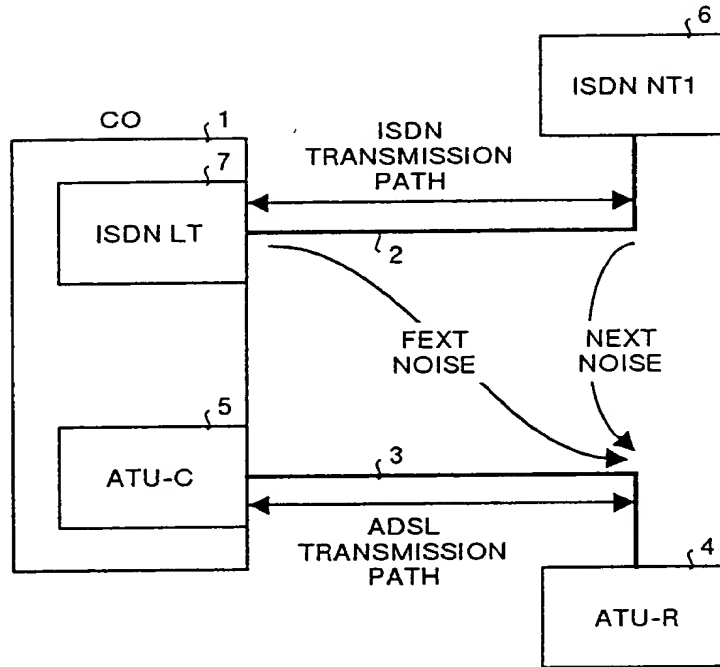 6
ISDN NT1
CO
1
ISDN
TRANSMISSION
PATH
7
ISDN LT
2
FEXT
NOISE
NEXT
NOISE
5
ATU-C
3
ADSL
TRANSMISSION
PATH
4
ATU-R